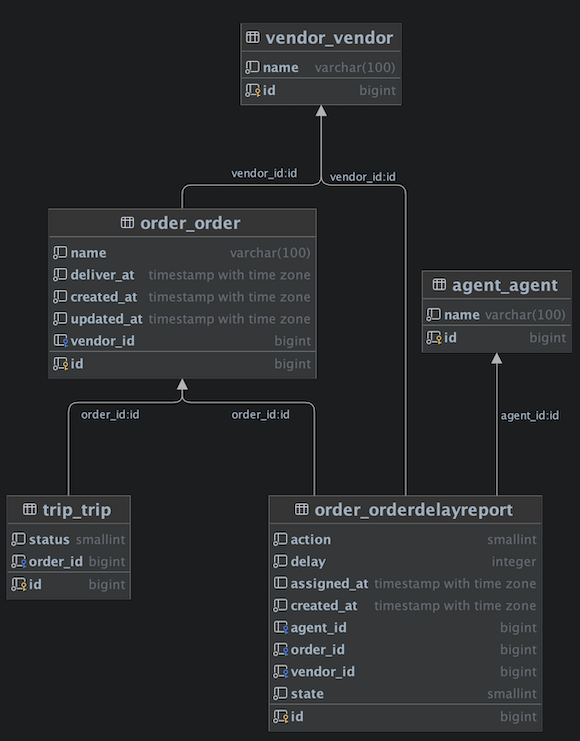 vendor_vendor
name varchar(100)
id bigint
vendor_id:id
vendor_id:id
order_order
name varchar(100)
deliver_at timestamp with time zone
created_at timestamp with time zone
updated_at timestamp with time zone
vendor_id bigint
id bigint
agent_agent
name varchar(100)
id bigint
order_id:id
order_id:id
agent_id:id
trip_trip
status smallint
order_id bigint
id bigint
order_orderdelayreport
action smallint
delay integer
assigned_at timestamp with time zone
created_at timestamp with time zone
agent_id bigint
order_id bigint
vendor_id bigint
state smallint
id bigint